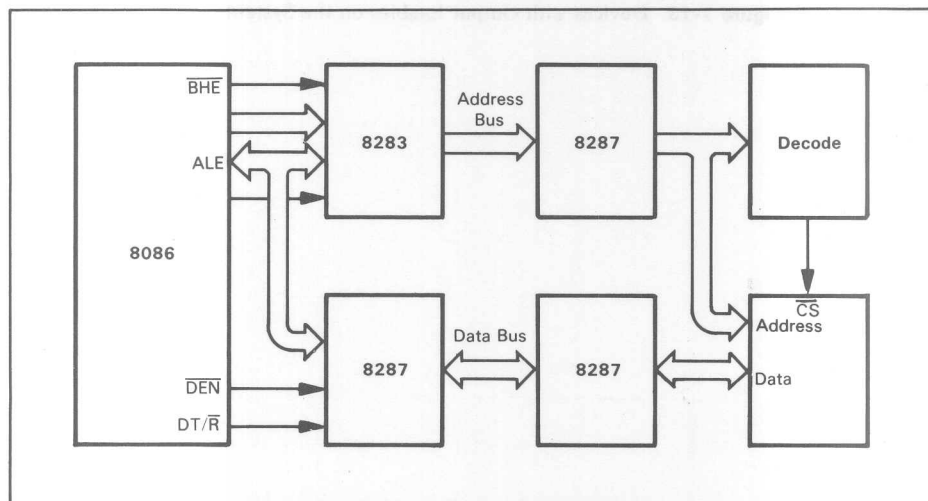 BHE
ALE
8086
DEN
DT/R
8283
Address
Bus
8287
Decode
8287
Data Bus
8287
CS
Address
Data